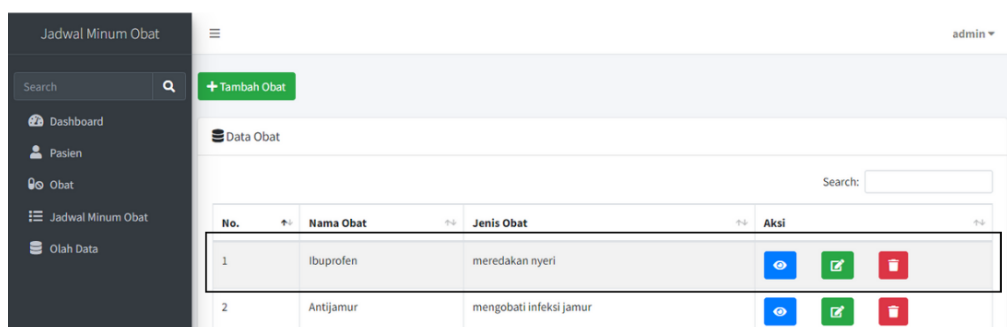 Jadwal Minum Obat
admin
Search
Tambah Obat
Dashboard
Pasien
Obat
Jadwal Minum Obat
Olah Data
Data Obat
Search:
No. Nama Obat Jenis Obat Aksi
1 Ibuprofen meredakan nyeri
2 Antijamur mengobati infeksi jamur